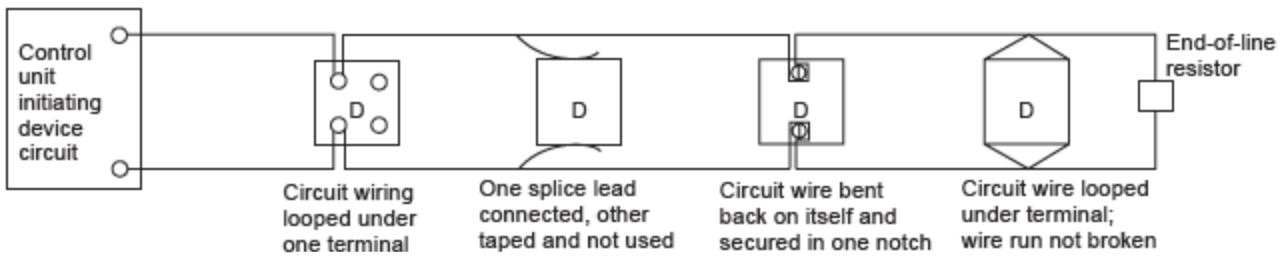 Control
unit
initiating
device
circuit
D
D
D
D
End-of-line
resistor
Circuit wiring
looped under
one terminal
One splice lead
connected, other
taped and not used
Circuit wire bent
back on itself and
secured in one notch
Circuit wire looped
under terminal;
wire run not broken